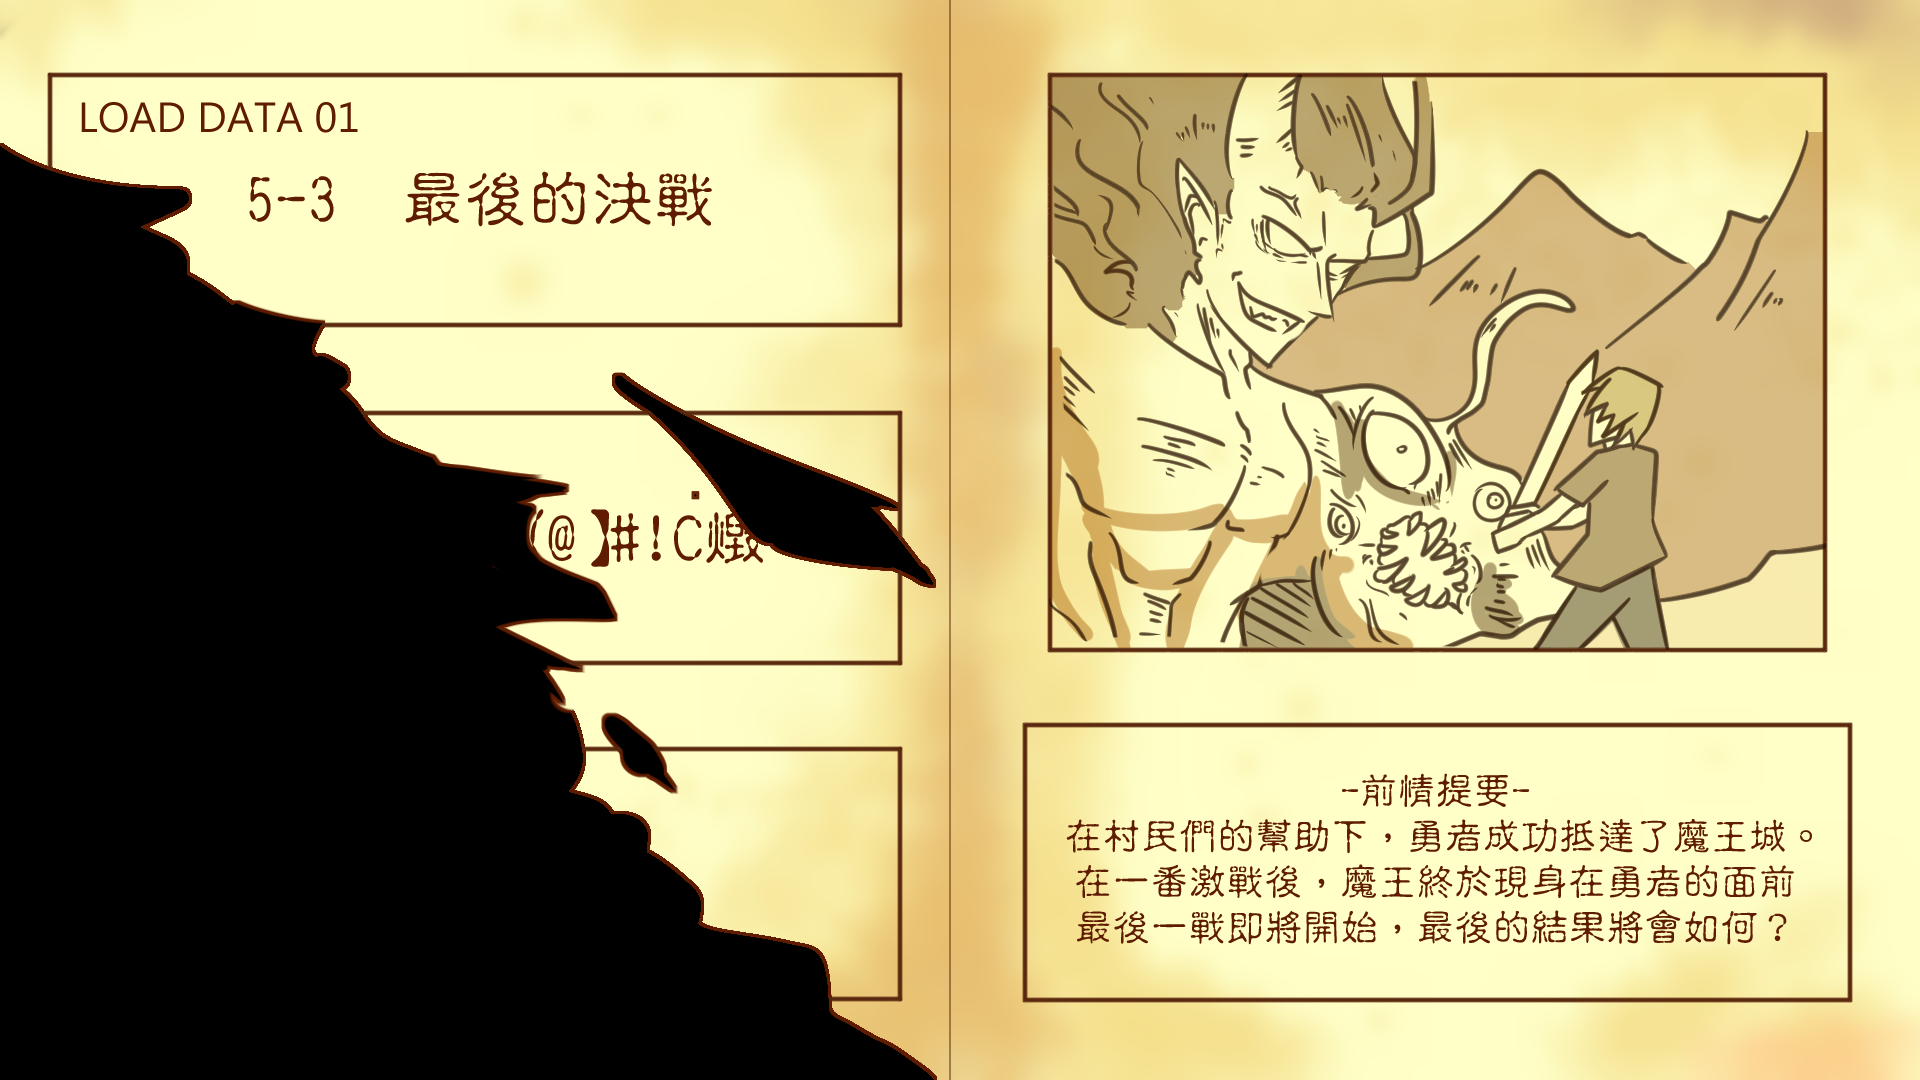 LOAD DATA 01
5-3 最後的決戰
(@】#!C燬
-前情提要-
在村民們的幫助下，勇者成功抵達了魔王城。
在一番激戰後，魔王終於現身在勇者的面前
最後一戰即將開始，最後的結果將會如何？